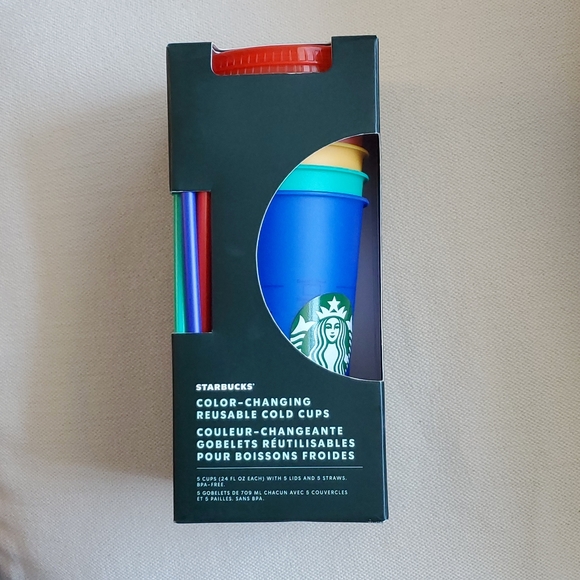 STARBUCKS®
COLOR-CHANGING
REUSABLE COLD CUPS
COULEUR-CHANGEANTE
GOBELETS RÉUTILISABLES
POUR BOISSONS FROIDES
5 CUPS (24 FL OZ EACH) WITH 5 LIDS AND 5 STRAWS.
BPA-FREE.
5 GOBELETS DE 709 ML CHACUN AVEC 5 COUVERCLES
ET 5 PAILLES. SANS BPA.